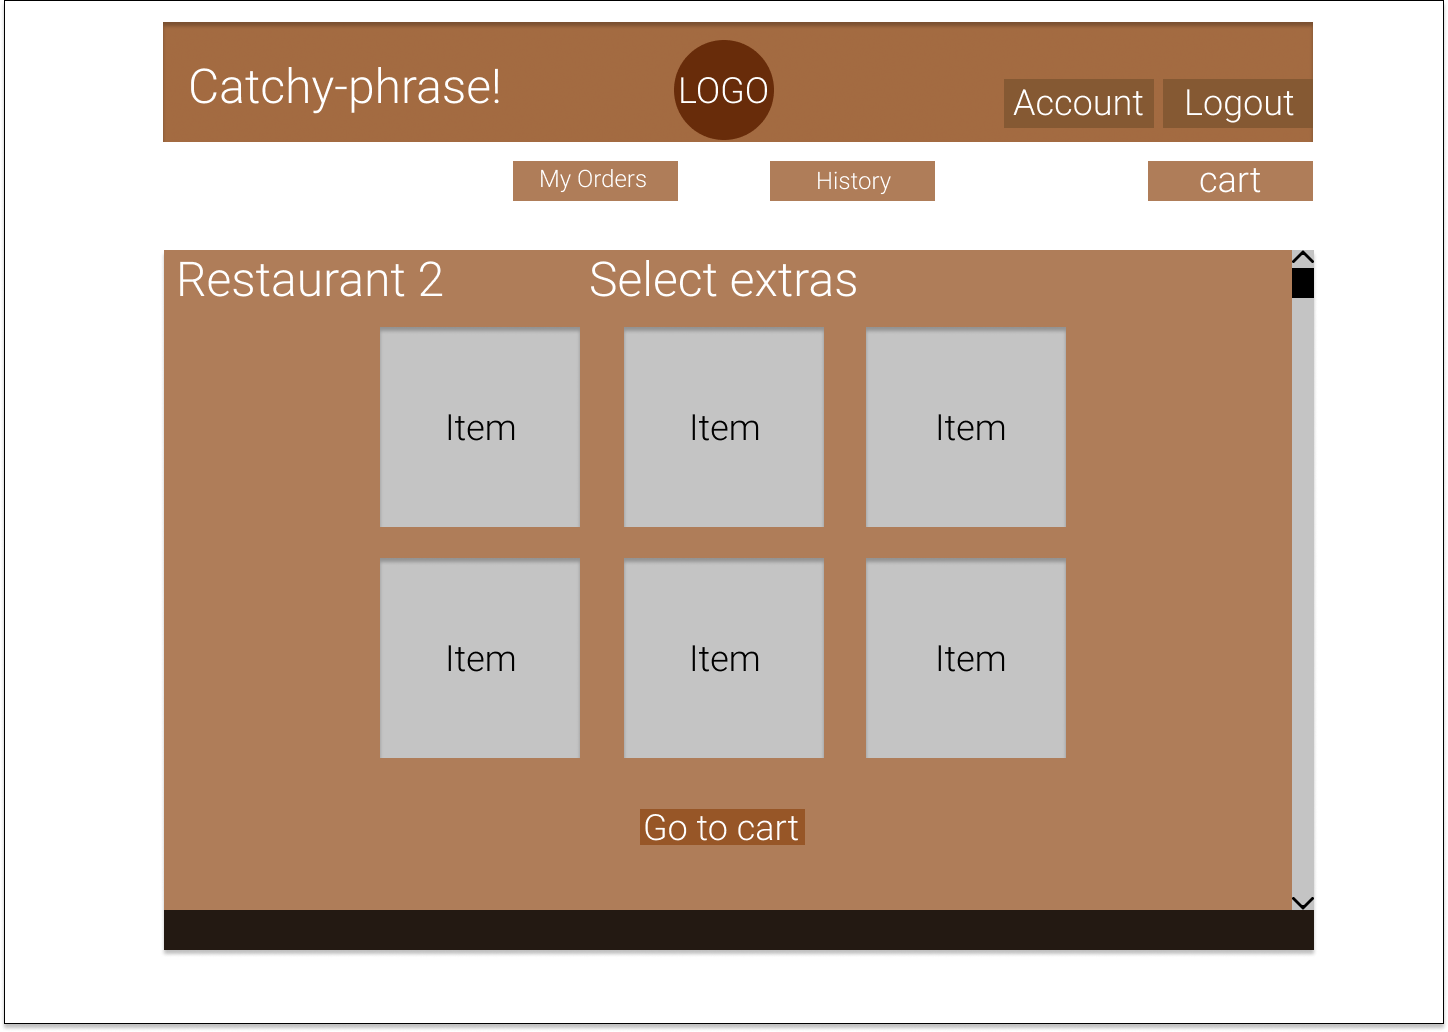 Catchy-phrase!
LOGO
Account
Logout
My Orders
History
cart
Restaurant 2
Select extras
Item
Item
Item
Item
Item
Item
Go to cart